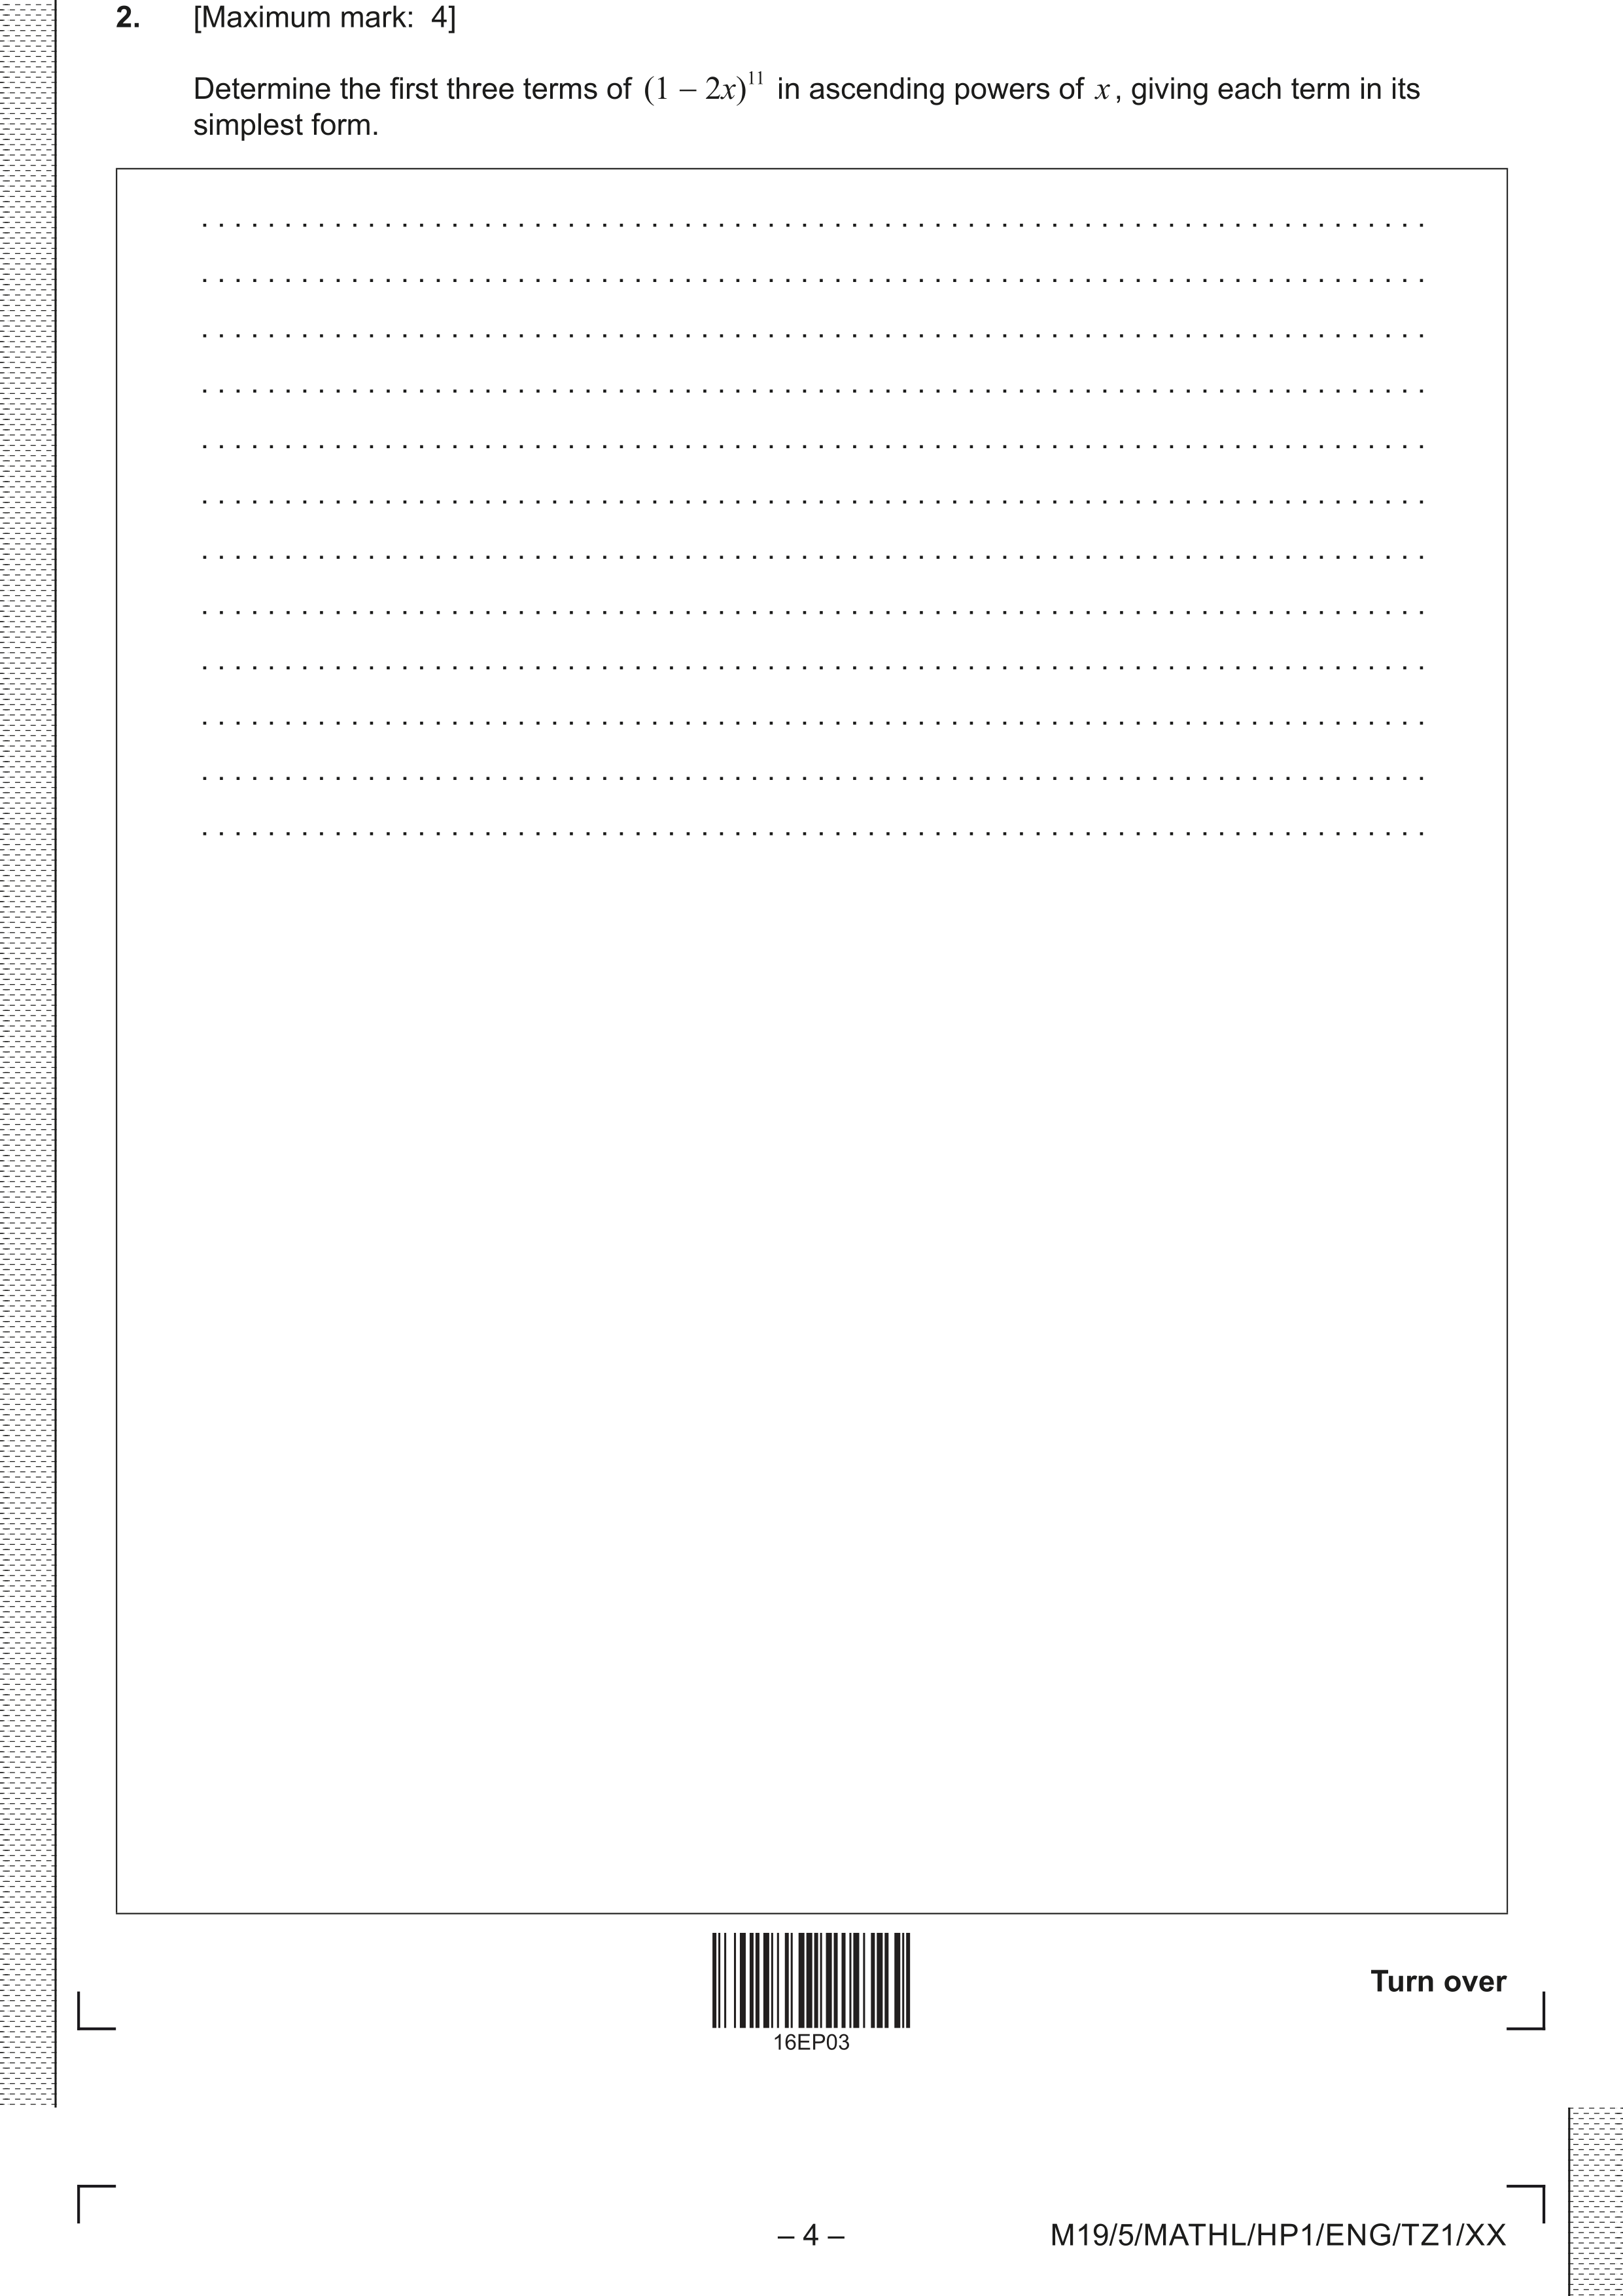 2. [Maximum mark: 4]
Determine the first three terms of (1 − 2x)¹¹ in ascending powers of x, giving each term in its
simplest form.
16EP03
Turn over
– 4 –
M19/5/MATHL/HP1/ENG/TZ1/XX